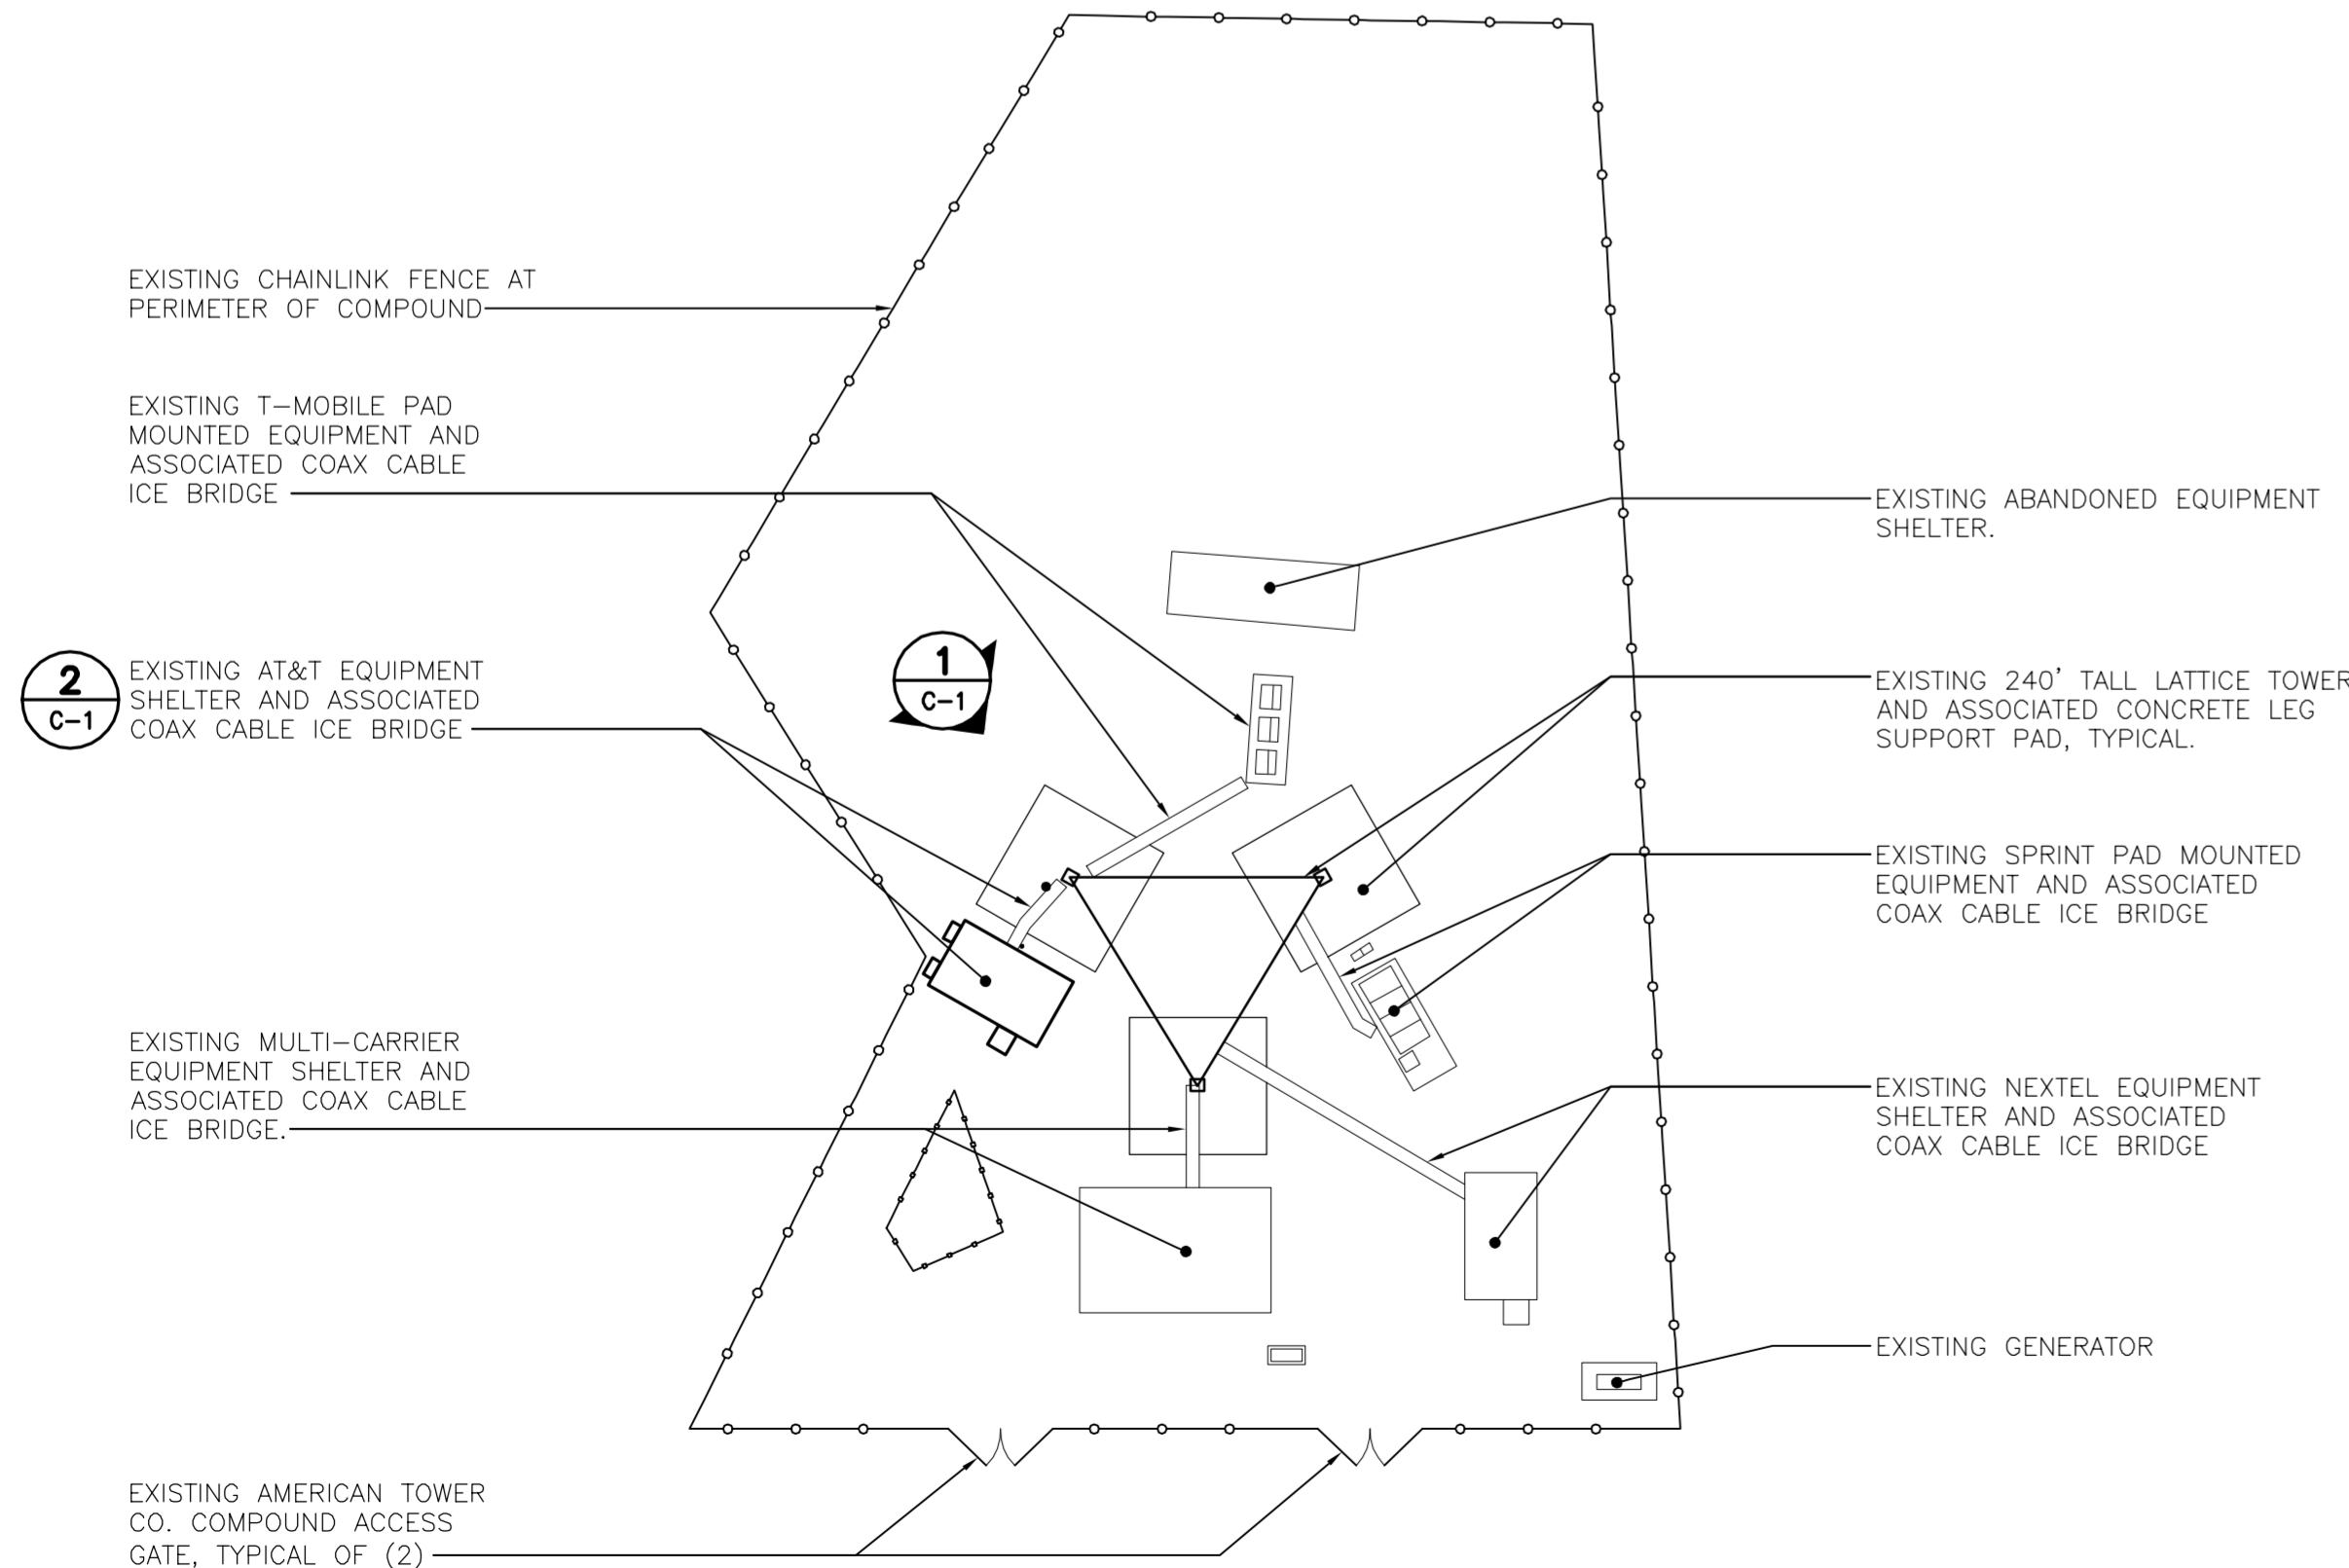 EXISTING CHAINLINK FENCE AT
PERIMETER OF COMPOUND
EXISTING T-MOBILE PAD
MOUNTED EQUIPMENT AND
ASSOCIATED COAX CABLE
ICE BRIDGE
2
C-1
EXISTING AT&T EQUIPMENT
SHELTER AND ASSOCIATED
COAX CABLE ICE BRIDGE
1
C-1
EXISTING MULTI-CARRIER
EQUIPMENT SHELTER AND
ASSOCIATED COAX CABLE
ICE BRIDGE.
EXISTING AMERICAN TOWER
CO. COMPOUND ACCESS
GATE, TYPICAL OF (2)
EXISTING ABANDONED EQUIPMENT
SHELTER.
EXISTING 240' TALL LATTICE TOWER
AND ASSOCIATED CONCRETE LEG
SUPPORT PAD, TYPICAL.
EXISTING SPRINT PAD MOUNTED
EQUIPMENT AND ASSOCIATED
COAX CABLE ICE BRIDGE
EXISTING NEXTEL EQUIPMENT
SHELTER AND ASSOCIATED
COAX CABLE ICE BRIDGE
EXISTING GENERATOR